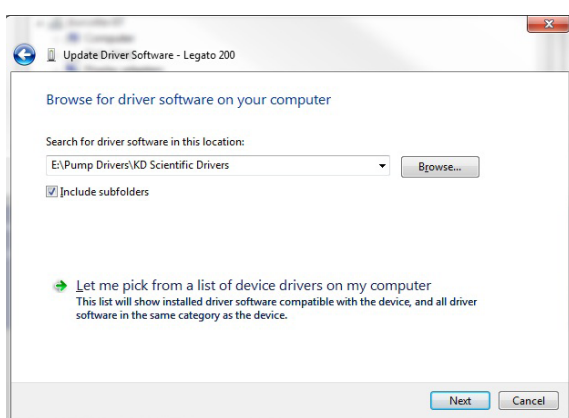 Update Driver Software - Legato 200
Browse for driver software on your computer
Search for driver software in this location:
E:\Pump Drivers\KD Scientific Drivers
Browse...
Include subfolders
Let me pick from a list of device drivers on my computer
This list will show installed driver software compatible with the device, and all driver
software in the same category as the device.
Next
Cancel